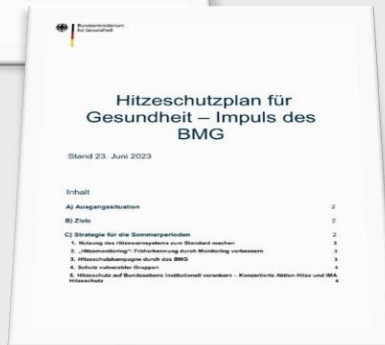 Bundesministerium
für Gesundheit
Hitzeschutzplan für
Gesundheit – Impuls des
BMG
Stand 23. Juni 2023
Inhalt
A) Ausgangssituation 2
B) Ziele 2
C) Strategie für die Sommerperioden 2
1. Nutzung des Hitzewarnsystems zum Standard machen 3
2. „Hitzemonitoring“: Früherkennung durch Monitoring verbessern 3
3. Hitzeschutzkampagne durch das BMG 3
4. Schutz vulnerabler Gruppen 4
5. Hitzeschutz auf Bundesebene institutionell verankern – Konzertierte Aktion Hitze und IMA
Hitzeschutz 4